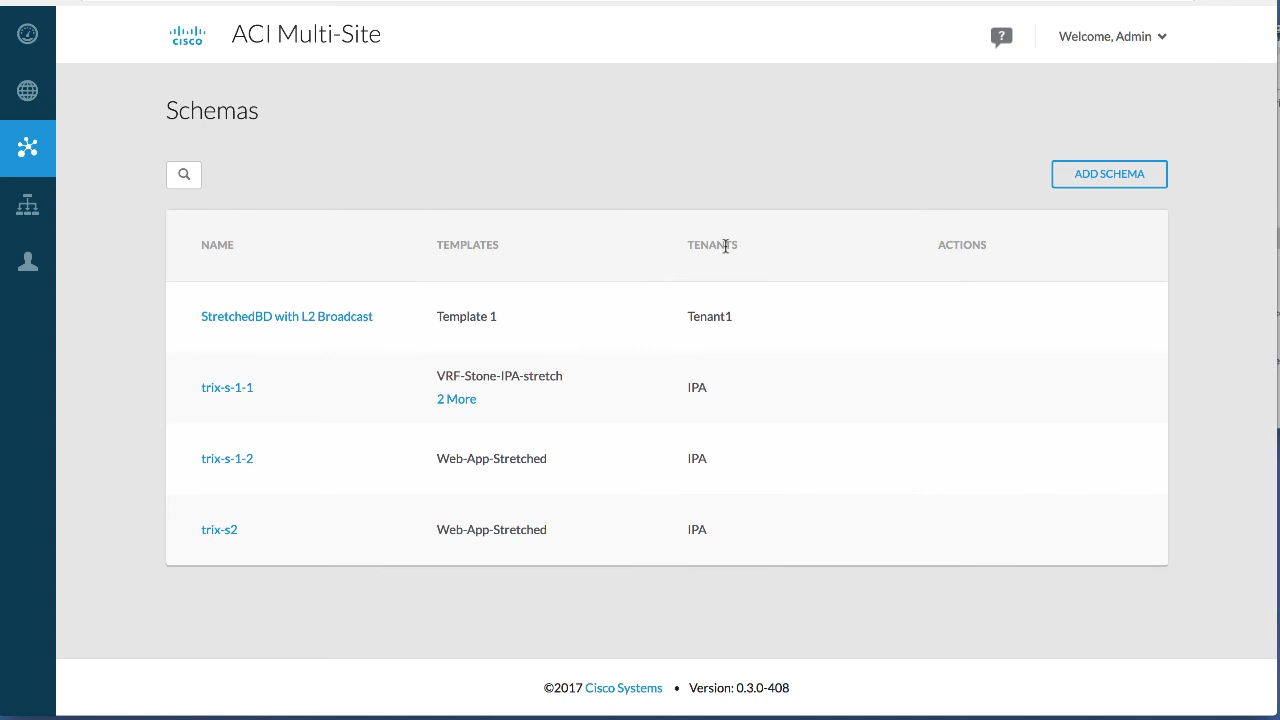 CISCO ACI Multi-Site
?
Welcome, Admin
Schemas
ADD SCHEMA
NAME TEMPLATES TENANTS ACTIONS
StretchedBD with L2 Broadcast Template 1 Tenant1
trix-s-1-1 VRF-Stone-IPA-stretch IPA
2 More
trix-s-1-2 Web-App-Stretched IPA
trix-s2 Web-App-Stretched IPA
©2017 Cisco Systems • Version: 0.3.0-408